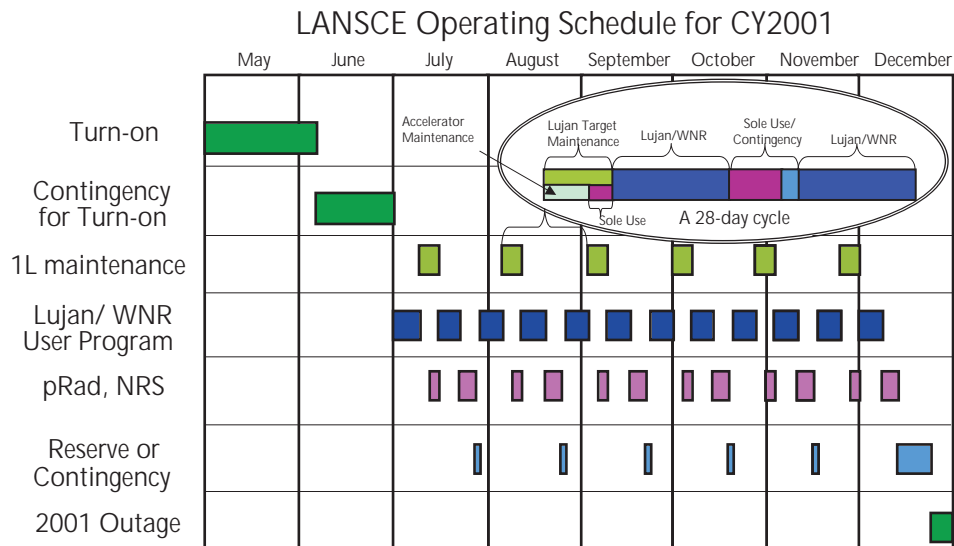 LANSCE Operating Schedule for CY2001
May June July August September October November December
Turn-on
Accelerator
Maintenance
Lujan Target
Maintenance
Lujan/WNR
Sole Use/
Contingency
Lujan/WNR
Contingency
for Turn-on
Sole Use
A 28-day cycle
1L maintenance
Lujan/ WNR
User Program
pRad, NRS
Reserve or
Contingency
2001 Outage